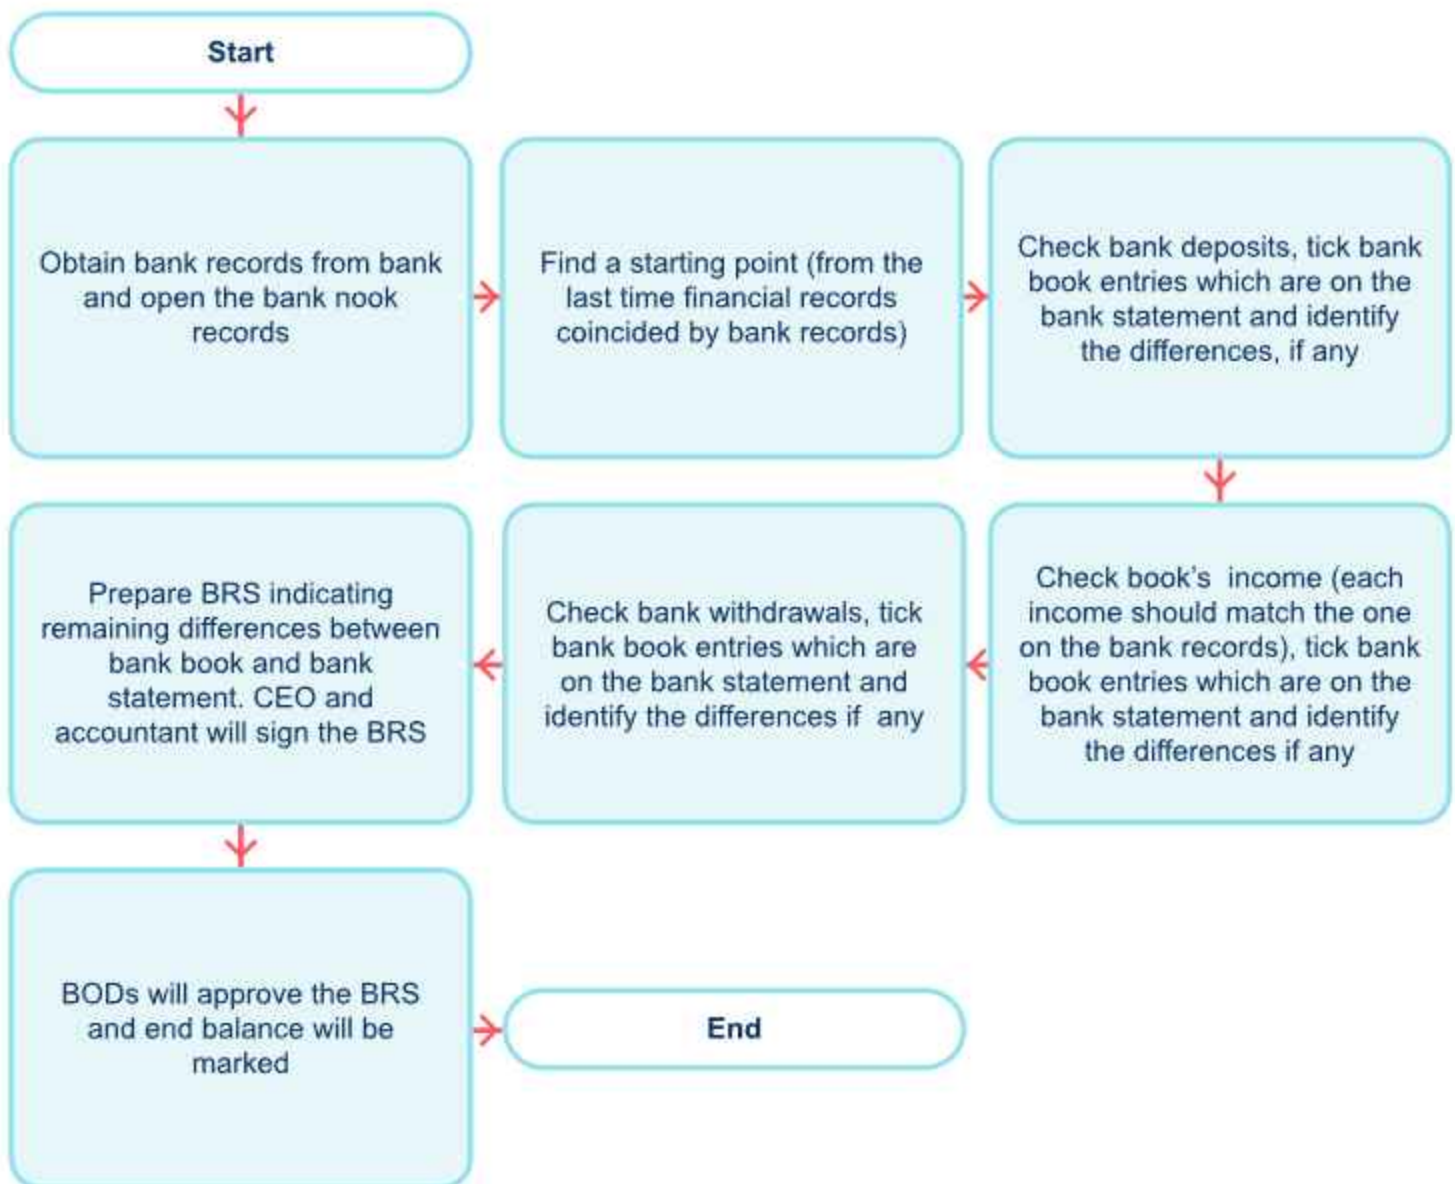 Start
Obtain bank records from bank
and open the bank nook
records
Find a starting point (from the
last time financial records
coincided by bank records)
Check bank deposits, tick bank
book entries which are on the
bank statement and identify
the differences, if any
Check book's  income (each
income should match the one
on the bank records), tick bank
book entries which are on the
bank statement and identify
the differences if any
Check bank withdrawals, tick
bank book entries which are
on the bank statement and
identify the differences if  any
Prepare BRS indicating
remaining differences between
bank book and bank
statement. CEO and
accountant will sign the BRS
BODs will approve the BRS
and end balance will be
marked
End